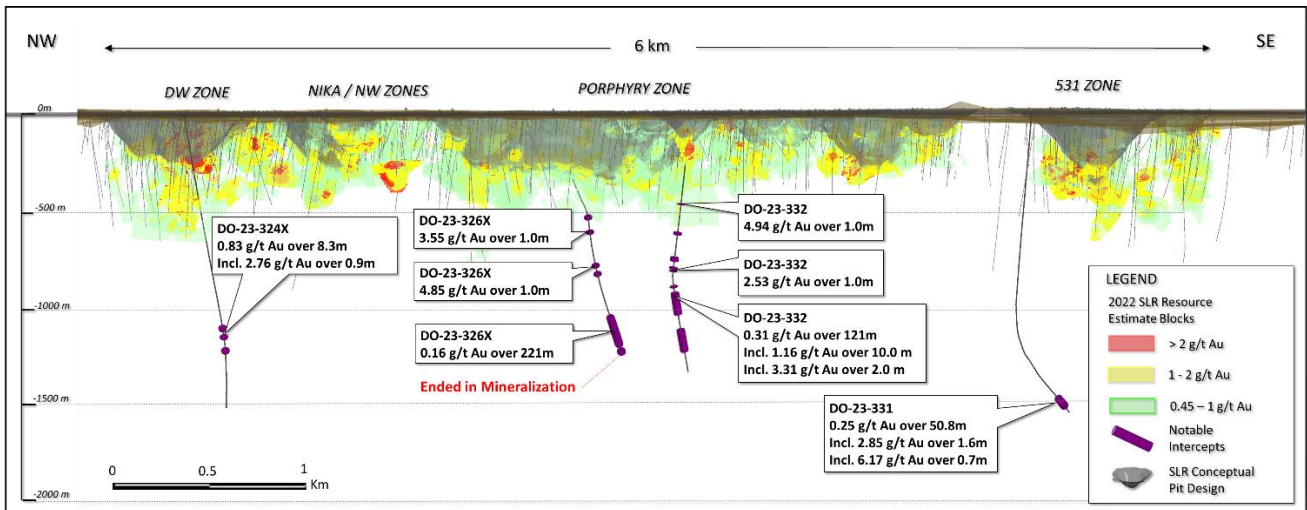 NW
6 km
SE
DW ZONE
NIKA / NW ZONES
PORPHYRY ZONE
531 ZONE
0m
-500 m
-1000 m
-1500 m
-2000 m
DO-23-324X
0.83 g/t Au over 8.3m
Incl. 2.76 g/t Au over 0.9m
DO-23-326X
3.55 g/t Au over 1.0m
DO-23-326X
4.85 g/t Au over 1.0m
DO-23-326X
0.16 g/t Au over 221m
Ended in Mineralization
DO-23-332
4.94 g/t Au over 1.0m
DO-23-332
2.53 g/t Au over 1.0m
DO-23-332
0.31 g/t Au over 121m
Incl. 1.16 g/t Au over 10.0 m
Incl. 3.31 g/t Au over 2.0 m
DO-23-331
0.25 g/t Au over 50.8m
Incl. 2.85 g/t Au over 1.6m
Incl. 6.17 g/t Au over 0.7m
0 0.5 1
Km
LEGEND
2022 SLR Resource
Estimate Blocks
> 2 g/t Au
1 - 2 g/t Au
0.45 – 1 g/t Au
Notable
Intercepts
SLR Conceptual
Pit Design